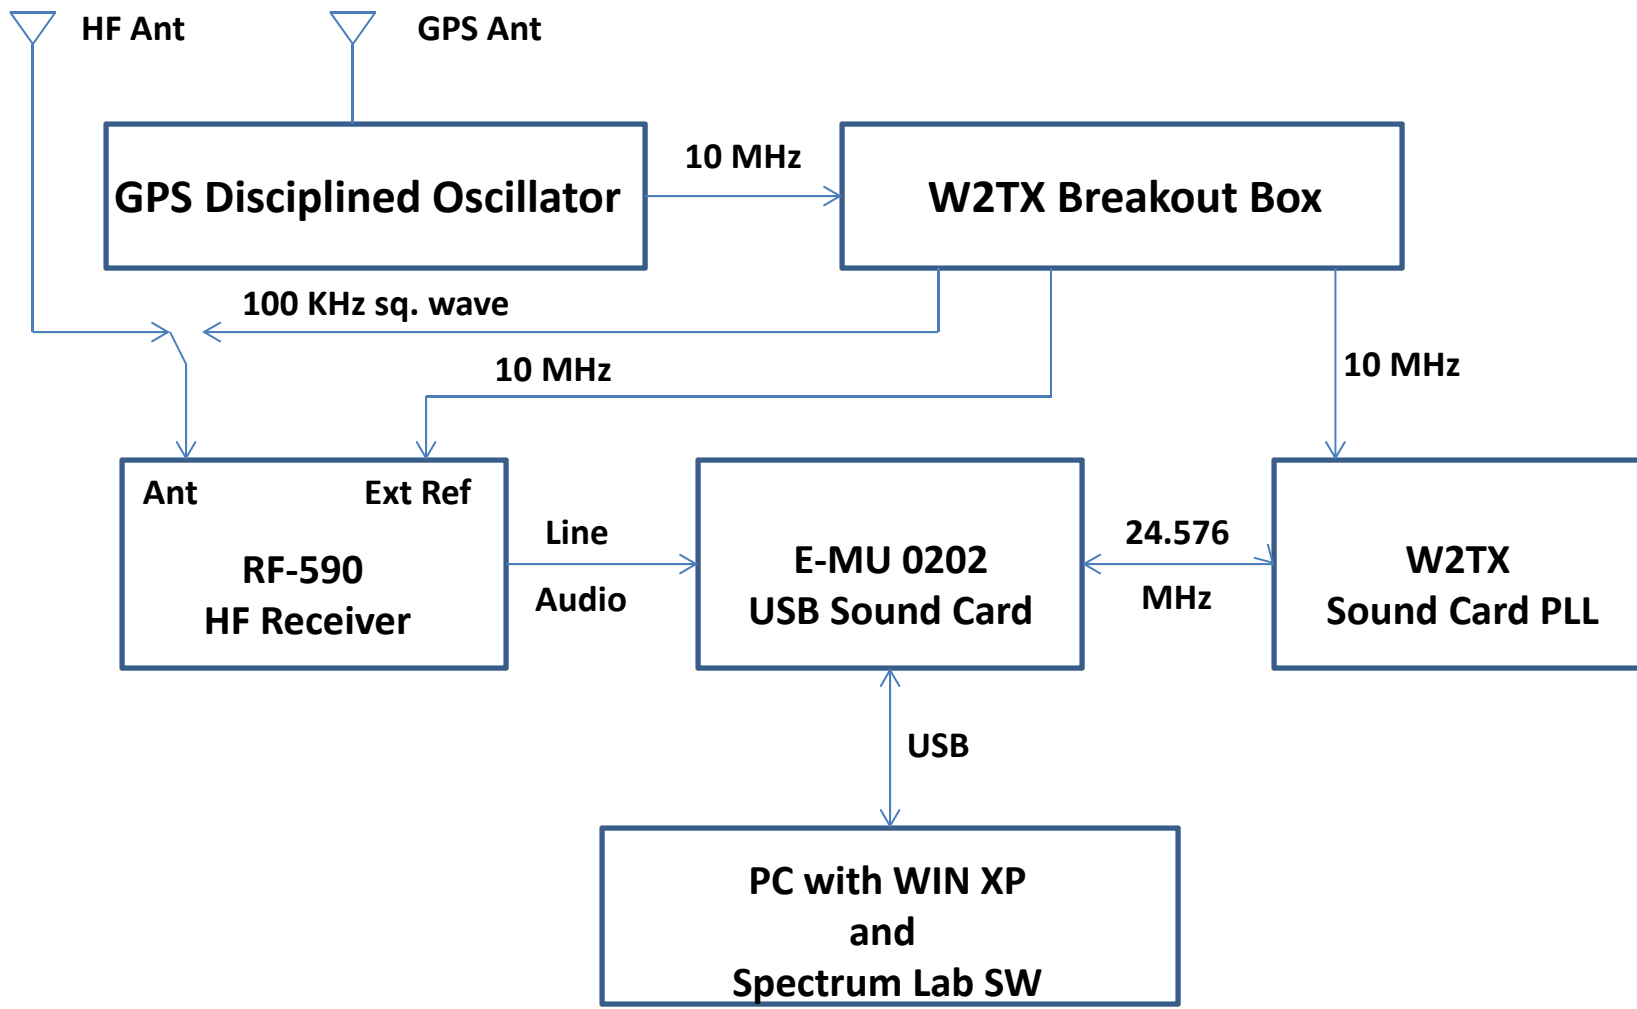 HF Ant
GPS Ant
GPS Disciplined Oscillator
10 MHz
W2TX Breakout Box
100 KHz sq. wave
10 MHz
10 MHz
Ant
Ext Ref
RF-590
HF Receiver
Line
Audio
E-MU 0202
USB Sound Card
24.576
MHz
W2TX
Sound Card PLL
USB
PC with WIN XP
and
Spectrum Lab SW